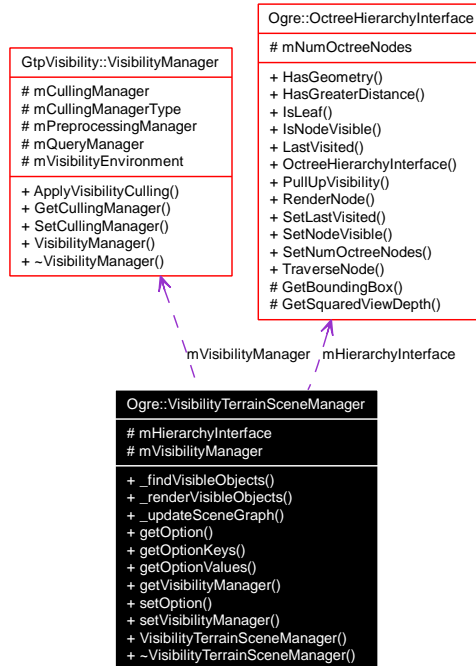 GtpVisibility::VisibilityManager
# mCullingManager
# mCullingManagerType
# mPreprocessingManager
# mQueryManager
# mVisibilityEnvironment
+ ApplyVisibilityCulling()
+ GetCullingManager()
+ SetCullingManager()
+ VisibilityManager()
+ ~VisibilityManager()
Ogre::OctreeHierarchyInterface
# mNumOctreeNodes
+ HasGeometry()
+ HasGreaterDistance()
+ IsLeaf()
+ IsNodeVisible()
+ LastVisited()
+ OctreeHierarchyInterface()
+ PullUpVisibility()
+ RenderNode()
+ SetLastVisited()
+ SetNodeVisible()
+ SetNumOctreeNodes()
+ TraverseNode()
# GetBoundingBox()
# GetSquaredViewDepth()
mVisibilityManager
mHierarchyInterface
Ogre::VisibilityTerrainSceneManager
# mHierarchyInterface
# mVisibilityManager
+ _findVisibleObjects()
+ _renderVisibleObjects()
+ _updateSceneGraph()
+ getOption()
+ getOptionKeys()
+ getOptionValues()
+ getVisibilityManager()
+ setOption()
+ setVisibilityManager()
+ VisibilityTerrainSceneManager()
+ ~VisibilityTerrainSceneManager()